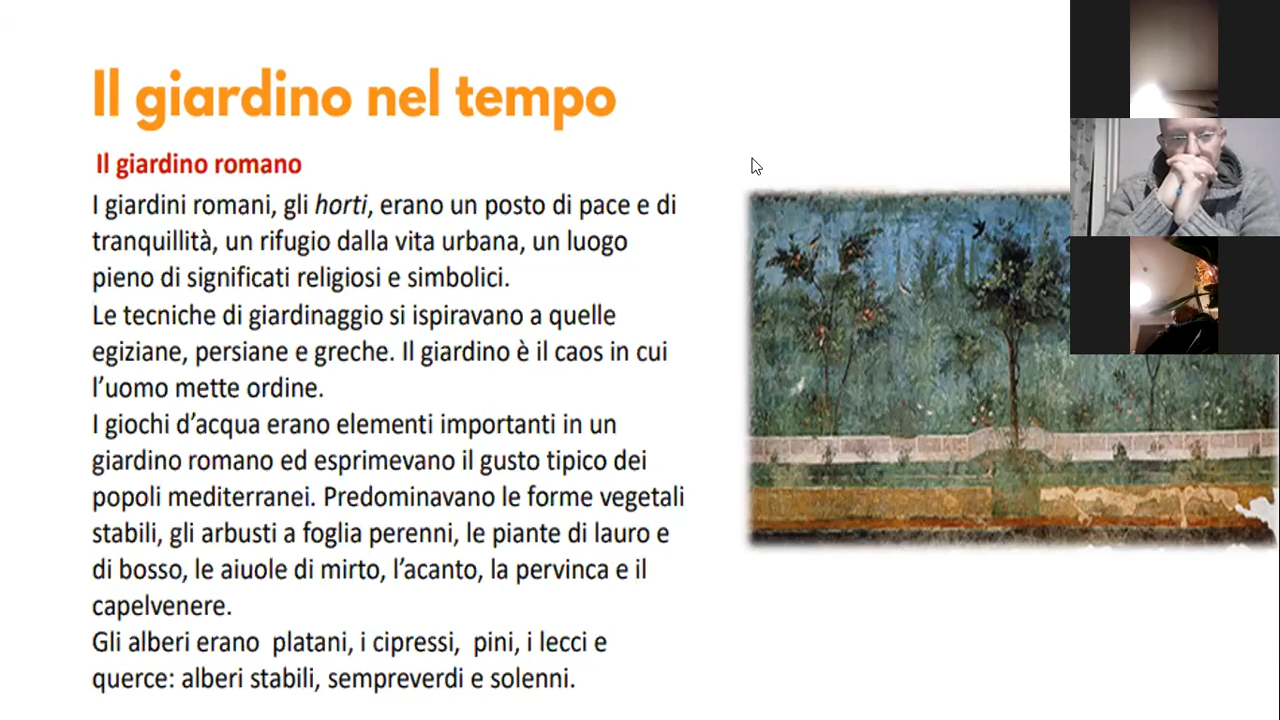 Il giardino nel tempo
Il giardino romano
I giardini romani, gli horti, erano un posto di pace e di
tranquillità, un rifugio dalla vita urbana, un luogo
pieno di significati religiosi e simbolici.
Le tecniche di giardinaggio si ispiravano a quelle
egiziane, persiane e greche. Il giardino è il caos in cui
l’uomo mette ordine.
I giochi d’acqua erano elementi importanti in un
giardino romano ed esprimevano il gusto tipico dei
popoli mediterranei. Predominavano le forme vegetali
stabili, gli arbusti a foglia perenni, le piante di lauro e
di bosso, le aiuole di mirto, l’acanto, la pervinca e il
capelvenere.
Gli alberi erano  platani, i cipressi,  pini, i lecci e
querce: alberi stabili, sempreverdi e solenni.